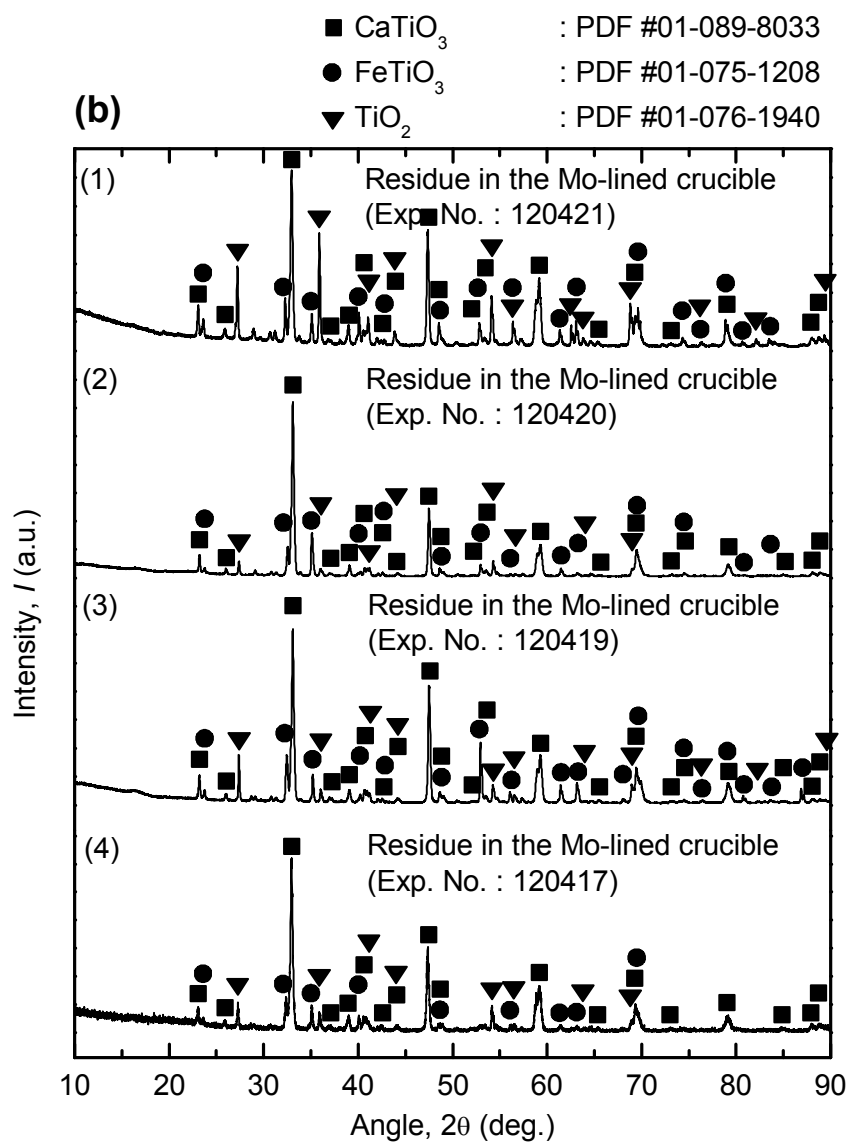 ■ CaTiO₃ : PDF #01-089-8033
● FeTiO₃ : PDF #01-075-1208
(b)
▼ TiO₂ : PDF #01-076-1940
(1) Residue in the Mo-lined crucible
(Exp. No. : 120421)
(2) Residue in the Mo-lined crucible
(Exp. No. : 120420)
(3) Residue in the Mo-lined crucible
(Exp. No. : 120419)
(4) Residue in the Mo-lined crucible
(Exp. No. : 120417)
Intensity, I (a.u.)
10 20 30 40 50 60 70 80 90
Angle, 2θ (deg.)